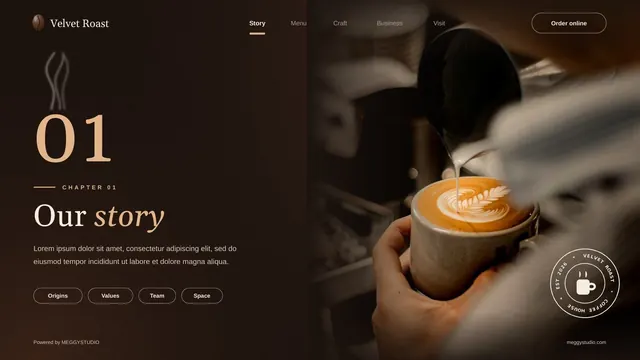 Velvet Roast
Story
Menu
Craft
Business
Visit
Order online
01
CHAPTER 01
Our story
Lorem ipsum dolor sit amet, consectetur adipiscing elit, sed do
eiusmod tempor incididunt ut labore et dolore magna aliqua.
Origins
Values
Team
Space
EST 2026 • VELVET ROAST • COFFEE HOUSE •
Powered by MEGGYSTUDIO
meggystudio.com